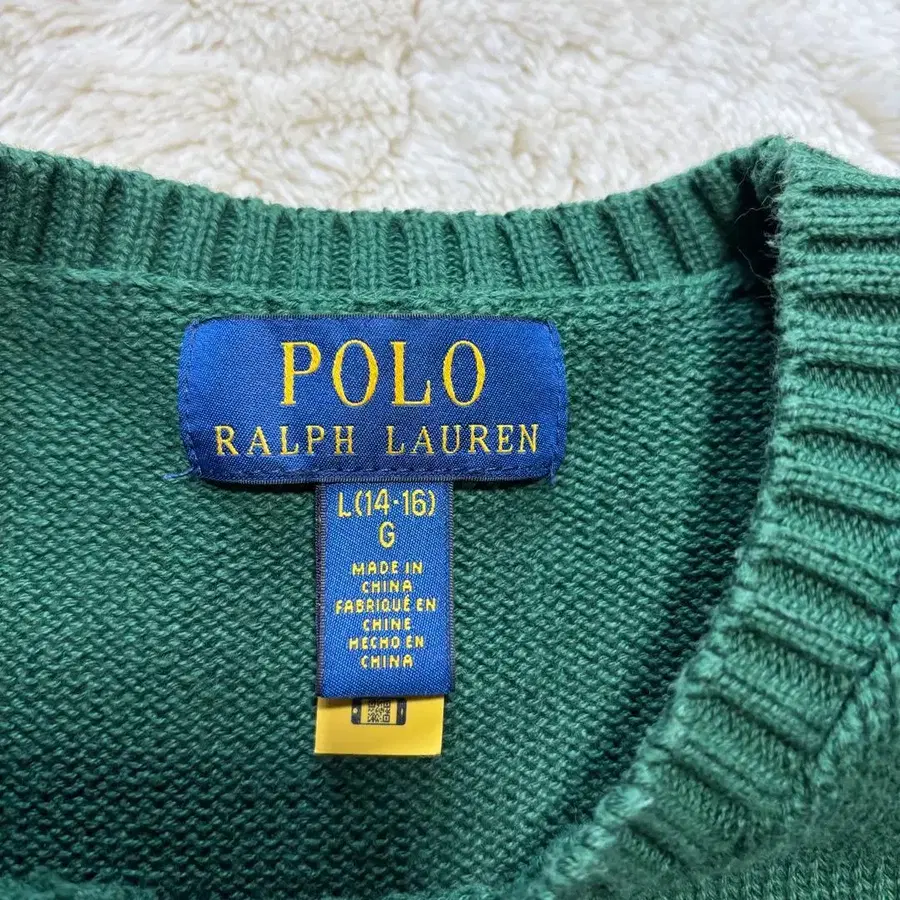 POLO
RALPH LAUREN
L(14-16)
G
MADE IN
CHINA
FABRIQUÉ EN
CHINE
HECHO EN
CHINA